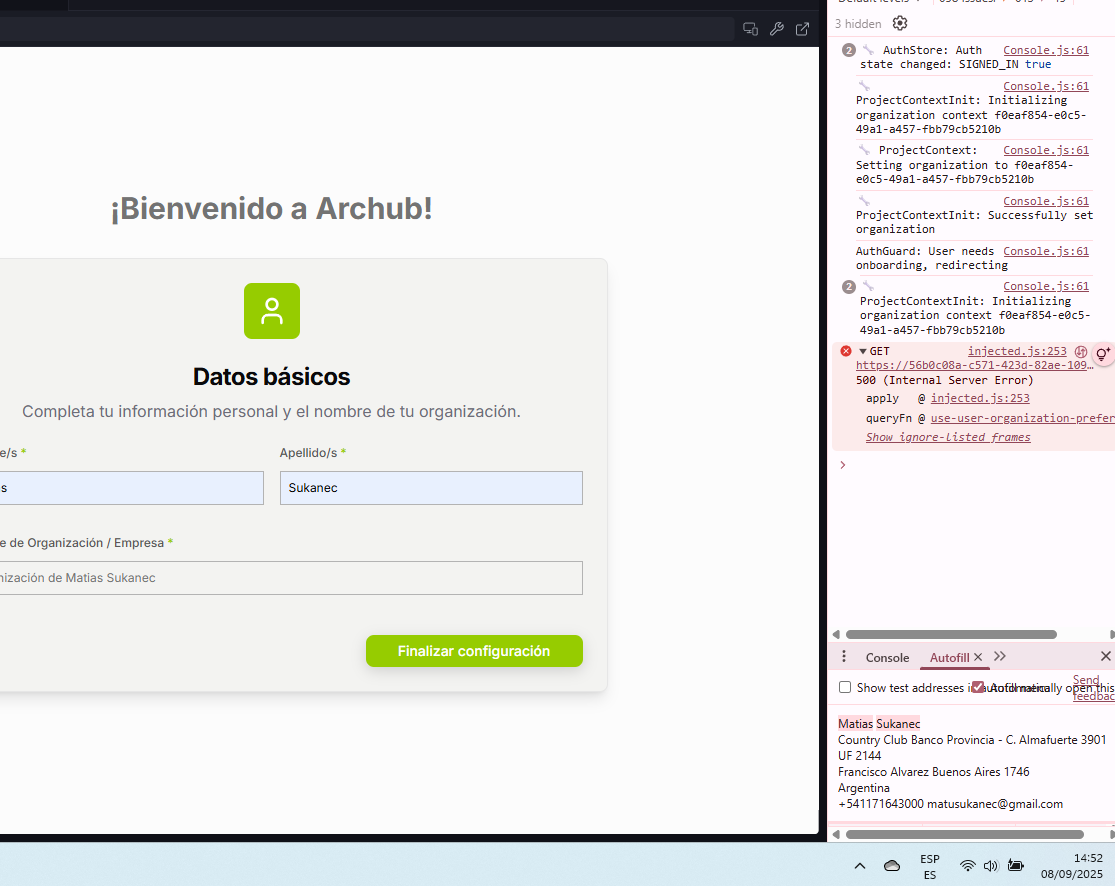 3 hidden
¡Bienvenido a Archub!
Datos básicos
Completa tu información personal y el nombre de tu organización.
e/s *
Apellido/s *
s
Sukanec
e de Organización / Empresa *
nización de Matias Sukanec
Finalizar configuración
2 AuthStore: Auth Console.js:61
state changed: SIGNED_IN true
Console.js:61
ProjectContextInit: Initializing
organization context f0eaf854-e0c5-
49a1-a457-fbb79cb5210b
ProjectContext: Console.js:61
Setting organization to f0eaf854-
e0c5-49a1-a457-fbb79cb5210b
Console.js:61
ProjectContextInit: Successfully set
organization
AuthGuard: User needs Console.js:61
onboarding, redirecting
2 Console.js:61
ProjectContextInit: Initializing
organization context f0eaf854-e0c5-
49a1-a457-fbb79cb5210b
GET injected.js:253
https://56b0c08a-c571-423d-82ae-109…
500 (Internal Server Error)
apply @ injected.js:253
queryFn @ use-user-organization-prefer
Show ignore-listed frames
Console Autofill
Show test addresses in autofill menu
Automatically open this
Send
feedbac
Matias Sukanec
Country Club Banco Provincia - C. Almafuerte 3901
UF 2144
Francisco Alvarez Buenos Aires 1746
Argentina
+541171643000 matusukanec@gmail.com
ESP
ES
14:52
08/09/2025